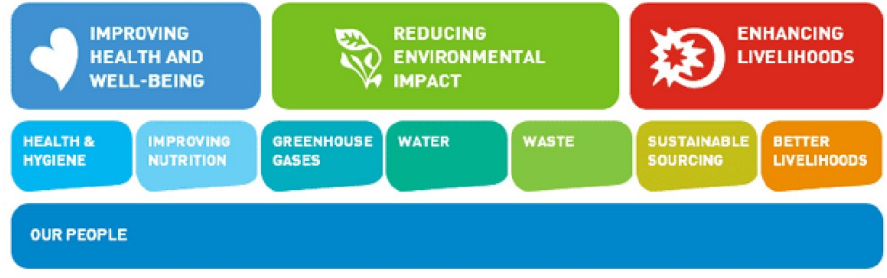 IMPROVING
HEALTH AND
WELL-BEING
REDUCING
ENVIRONMENTAL
IMPACT
ENHANCING
LIVELIHOODS
HEALTH &
HYGIENE
IMPROVING
NUTRITION
GREENHOUSE
GASES
WATER
WASTE
SUSTAINABLE
SOURCING
BETTER
LIVELIHOODS
OUR PEOPLE